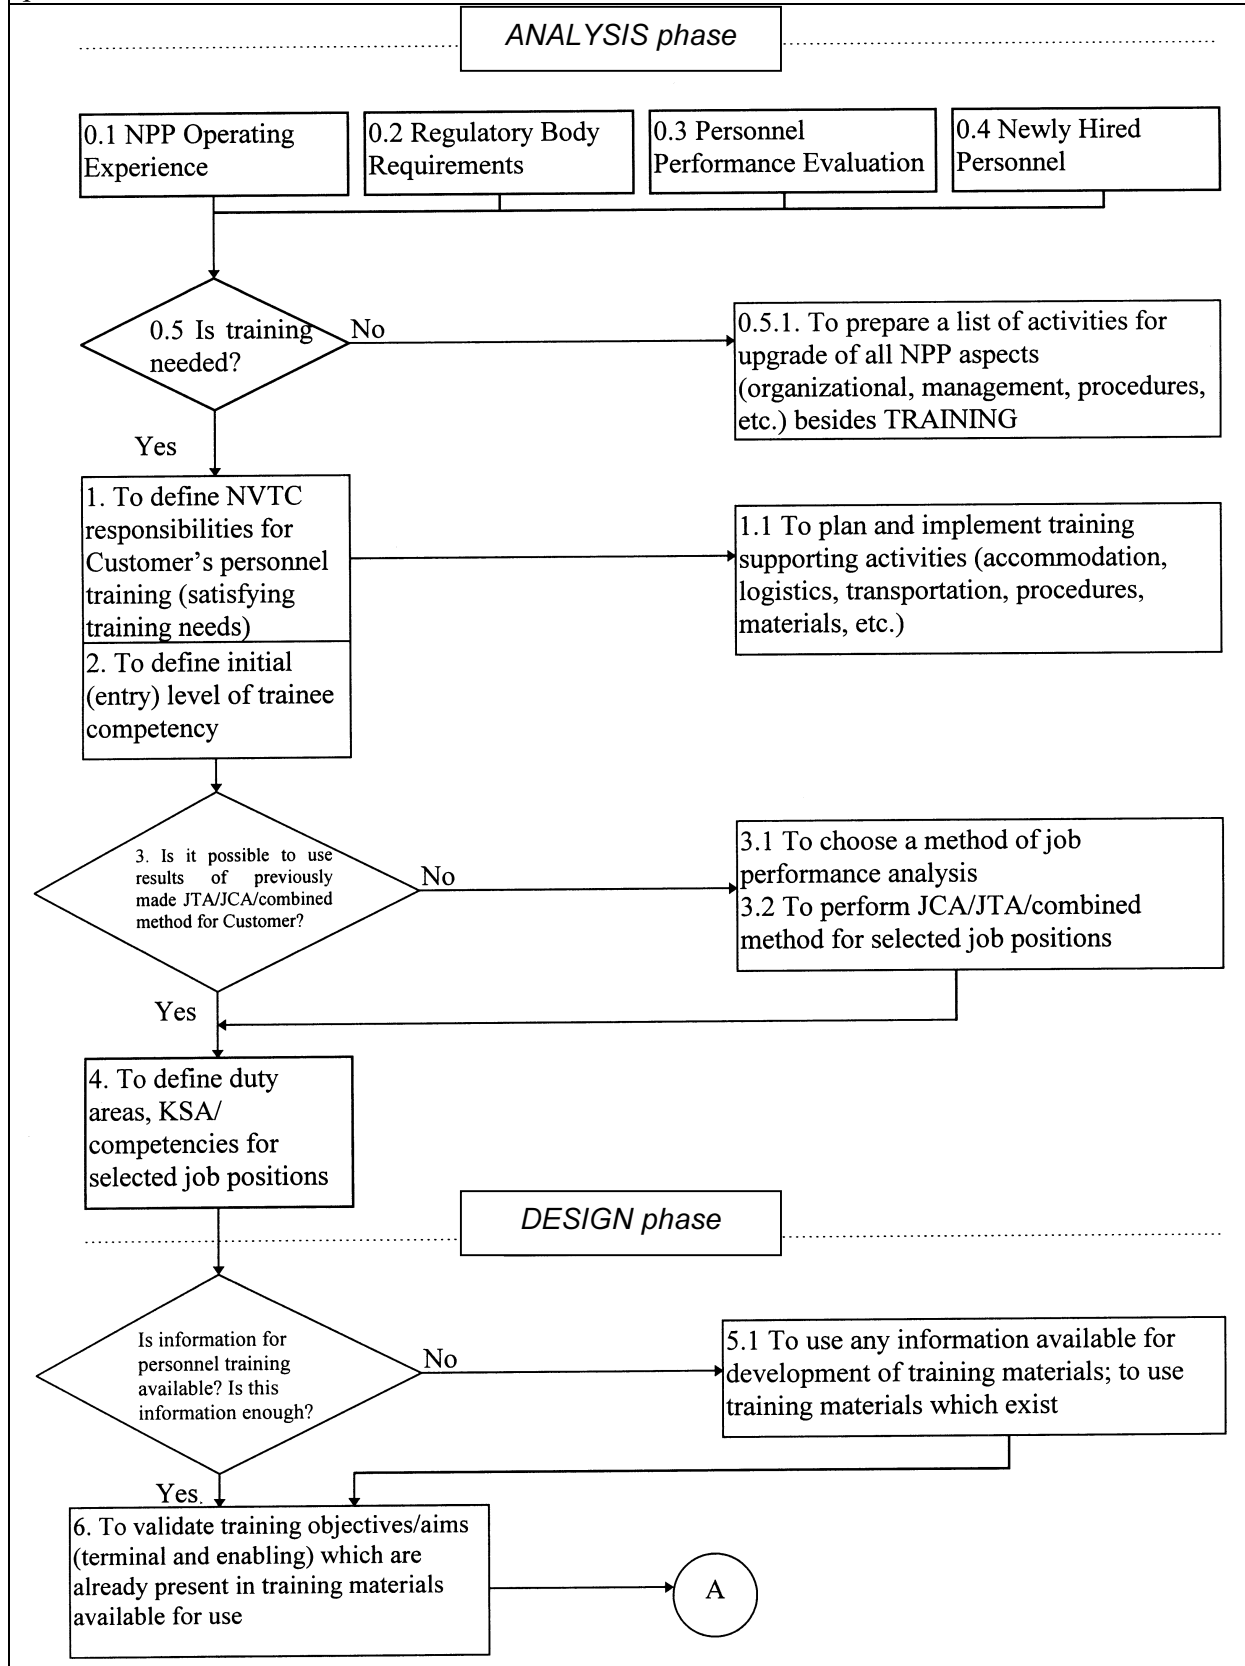 ANALYSIS phase
0.1 NPP Operating
Experience
0.2 Regulatory Body
Requirements
0.3 Personnel
Performance Evaluation
0.4 Newly Hired
Personnel
0.5 Is training
needed?
No
0.5.1. To prepare a list of activities for
upgrade of all NPP aspects
(organizational, management, procedures,
etc.) besides TRAINING
Yes
1. To define NVTC
responsibilities for
Customer's personnel
training (satisfying
training needs)
1.1 To plan and implement training
supporting activities (accommodation,
logistics, transportation, procedures,
materials, etc.)
2. To define initial
(entry) level of trainee
competency
3. Is it possible to use
results of previously
made JTA/JCA/combined
method for Customer?
No
3.1 To choose a method of job
performance analysis
3.2 To perform JCA/JTA/combined
method for selected job positions
Yes
4. To define duty
areas, KSA/
competencies for
selected job positions
DESIGN phase
Is information for
personnel training
available? Is this
information enough?
No
5.1 To use any information available for
development of training materials; to use
training materials which exist
Yes.
6. To validate training objectives/aims
(terminal and enabling) which are
already present in training materials
available for use
A